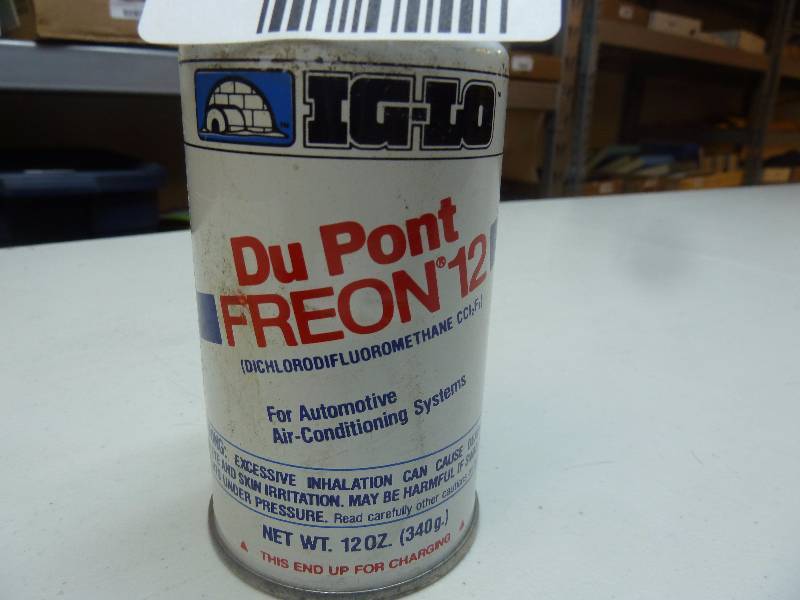 IG-LO
Du Pont
FREON® 12
(DICHLORODIFLUOROMETHANE CCl₂F₂)
For Automotive
Air-Conditioning Systems
EXCESSIVE INHALATION CAN CAUSE
AND SKIN IRRITATION. MAY BE HARMFUL IF
UNDER PRESSURE. Read carefully other
NET WT. 12 OZ. (340g.)
▲ THIS END UP FOR CHARGING ▲